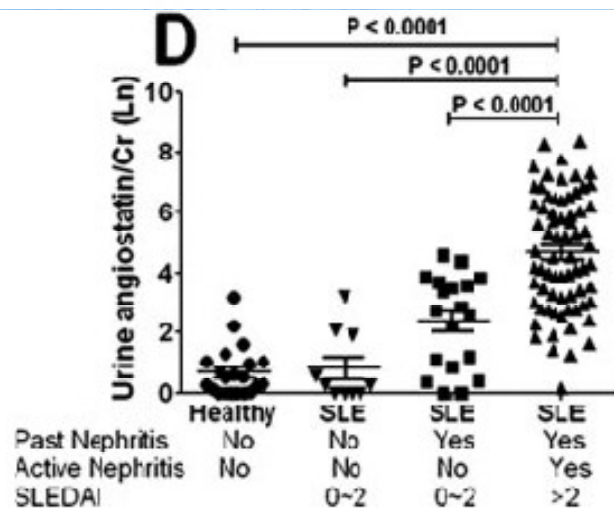 D
P < 0.0001
P < 0.0001
P < 0.0001
Urine angiostatin/Cr (Ln)
10
8
6
4
2
0
Healthy SLE SLE SLE
Past Nephritis No No Yes Yes
Active Nephritis No No No Yes
SLEDAI 0~2 0~2 >2